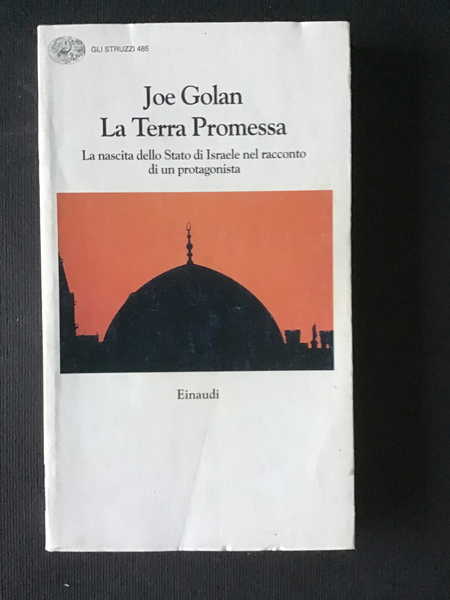 GLI STRUZZI 485
Joe Golan
La Terra Promessa
La nascita dello Stato di Israele nel racconto
di un protagonista
Einaudi